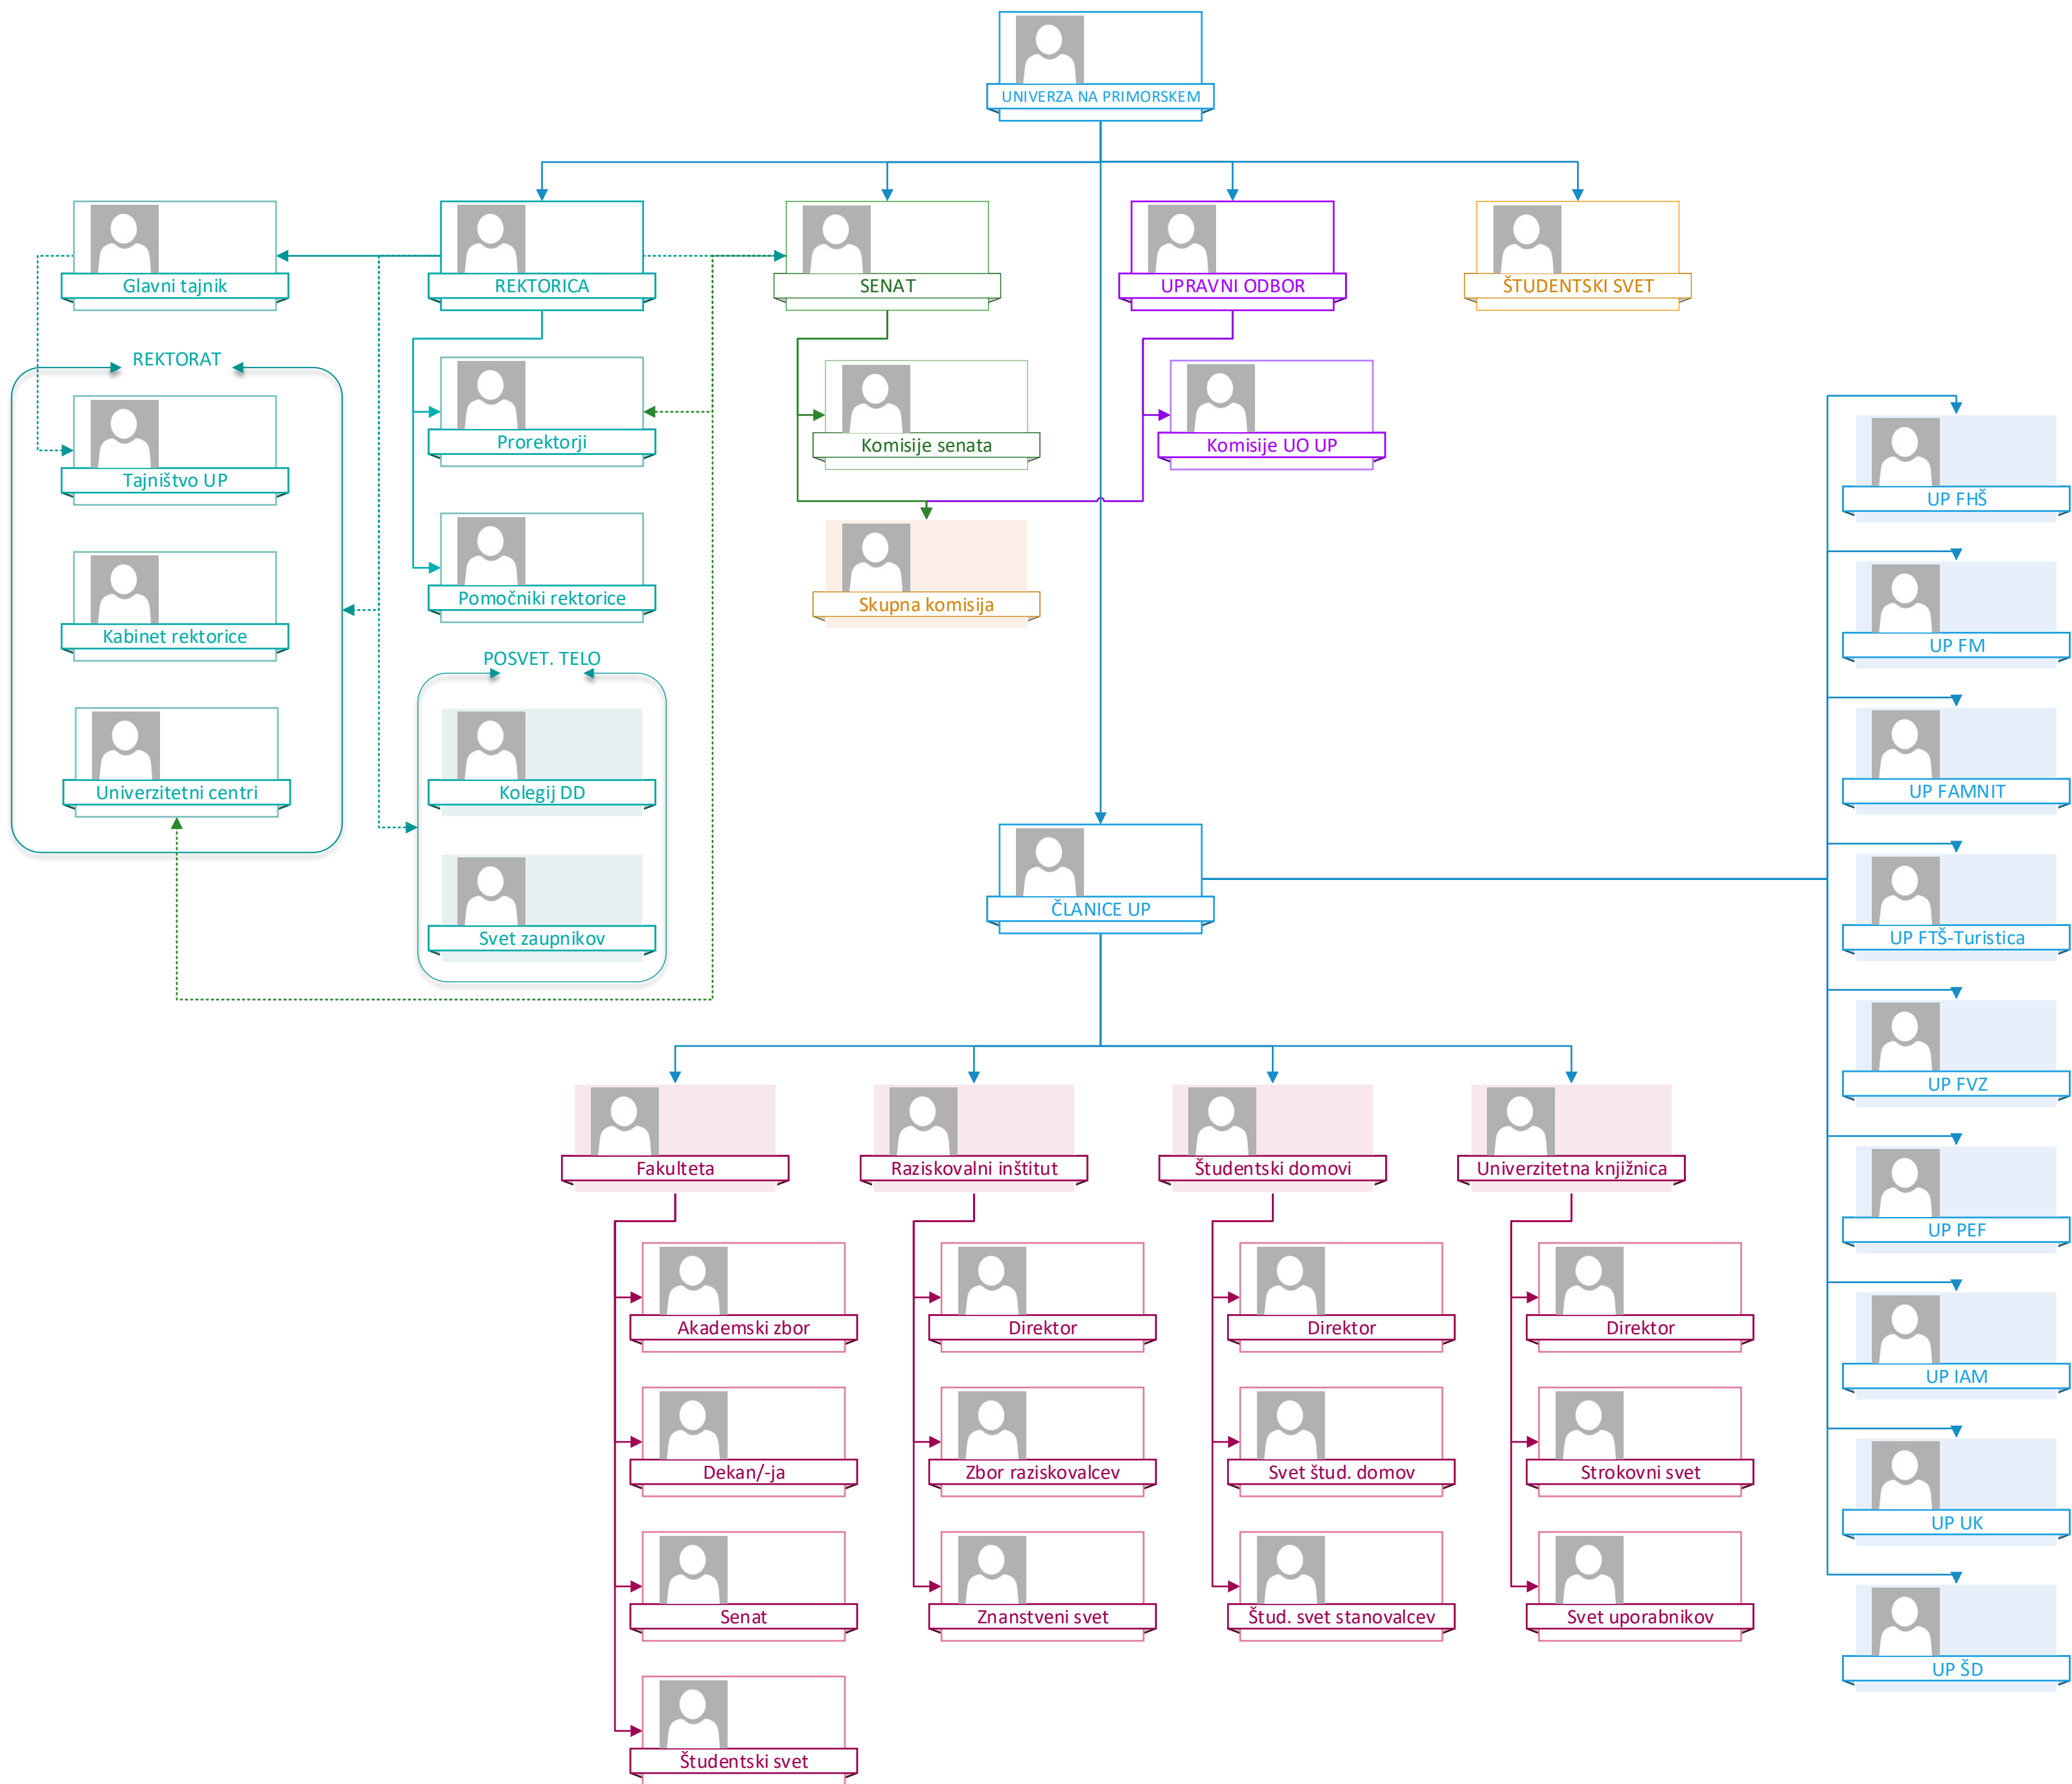 UNIVERZA NA PRIMORSKEM
Glavni tajnik
REKTORICA
SENAT
UPRAVNI ODBOR
ŠTUDENTSKI SVET
REKTORAT
Prorektorji
Komisije senata
Komisije UO UP
Tajništvo UP
UP FHŠ
Pomočniki rektorice
Skupna komisija
Kabinet rektorice
UP FM
POSVET. TELO
Kolegij DD
Univerzitetni centri
UP FAMNIT
ČLANICE UP
Svet zaupnikov
UP FTŠ-Turistica
UP FVZ
Fakulteta
Raziskovalni inštitut
Študentski domovi
Univerzitetna knjižnica
UP PEF
Akademski zbor
Direktor
Direktor
Direktor
UP IAM
Dekan/-ja
Zbor raziskovalcev
Svet štud. domov
Strokovni svet
UP UK
Senat
Znanstveni svet
Štud. svet stanovalcev
Svet uporabnikov
UP ŠD
Študentski svet